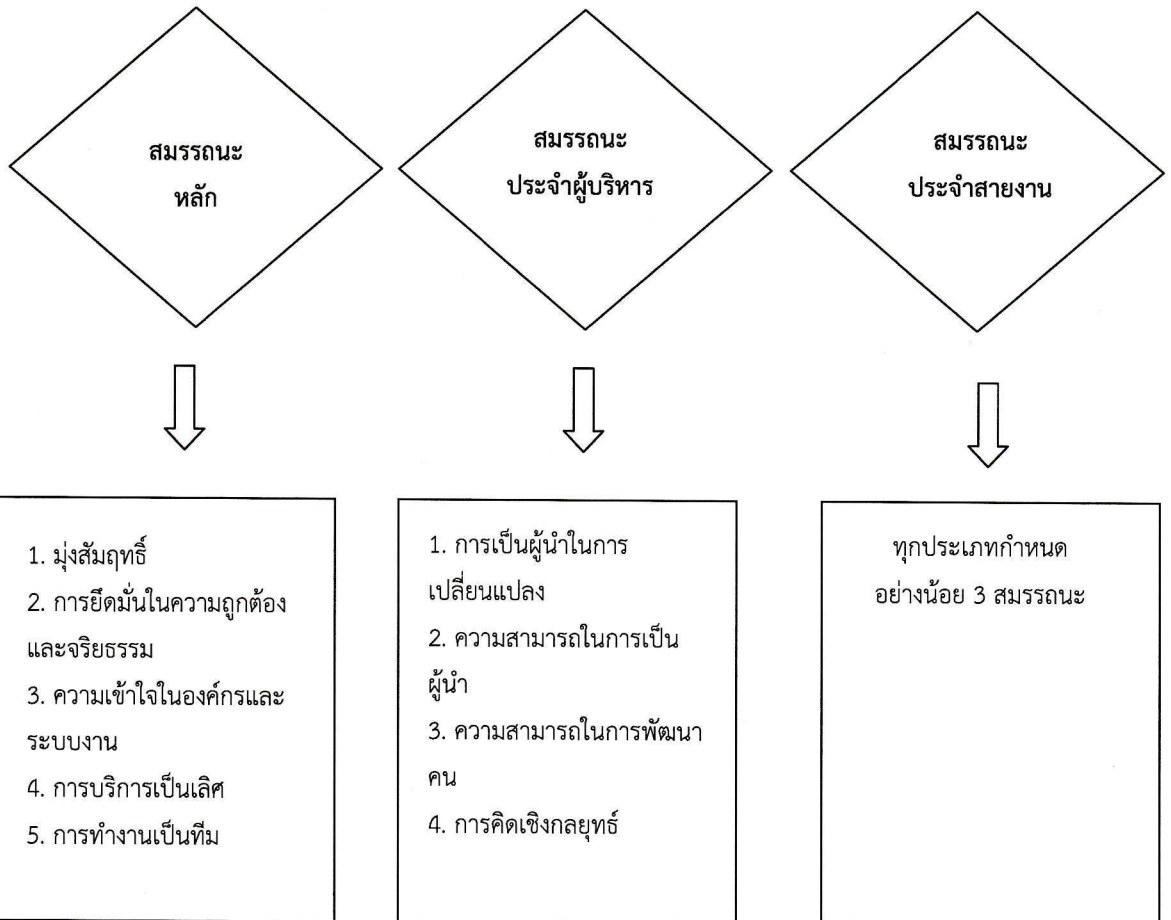 สมรรถนะ
หลัก
สมรรถนะ
ประจำผู้บริหาร
สมรรถนะ
ประจำสายงาน
1. มุ่งสัมฤทธิ์
2. การยึดมั่นในความถูกต้อง
และจริยธรรม
3. ความเข้าใจในองค์กรและ
ระบบงาน
4. การบริการเป็นเลิศ
5. การทำงานเป็นทีม
1. การเป็นผู้นำในการ
เปลี่ยนแปลง
2. ความสามารถในการเป็น
ผู้นำ
3. ความสามารถในการพัฒนา
คน
4. การคิดเชิงกลยุทธ์
ทุกประเภทกำหนด
อย่างน้อย 3 สมรรถนะ